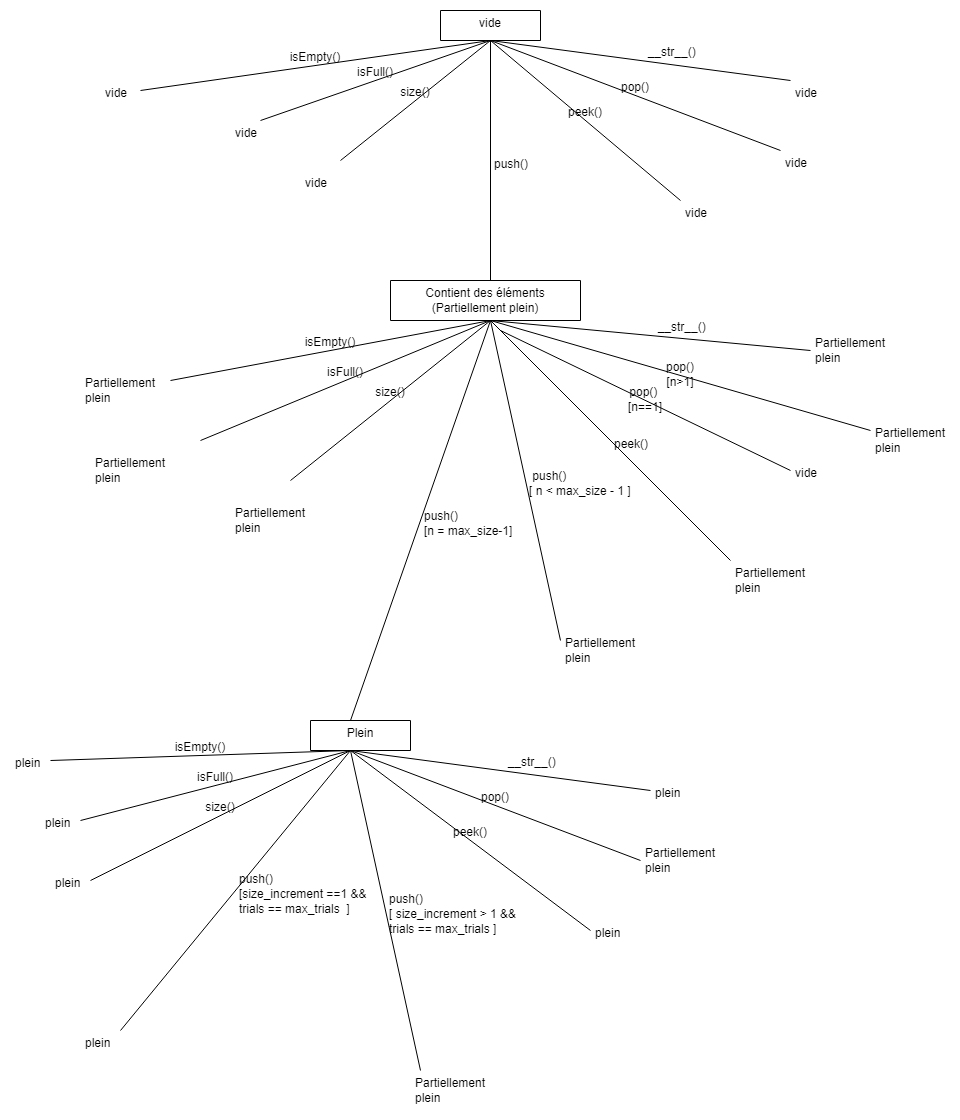 vide
isEmpty()
__str__()
isFull()
size()
pop()
peek()
vide
vide
vide
vide
push()
vide
vide
Contient des éléments
(Partiellement plein)
isEmpty()
__str__()
Partiellement
plein
isFull()
pop()
[n>1]
size()
pop()
[n==1]
Partiellement
plein
Partiellement
plein
peek()
Partiellement
plein
vide
push()
[ n < max_size - 1 ]
Partiellement
plein
push()
[n = max_size-1]
Partiellement
plein
Partiellement
plein
Plein
isEmpty()
plein
__str__()
isFull()
plein
size()
pop()
plein
peek()
Partiellement
plein
plein
push()
[size_increment ==1 &&
trials == max_trials ]
push()
[ size_increment > 1 &&
trials == max_trials ]
plein
plein
Partiellement
plein